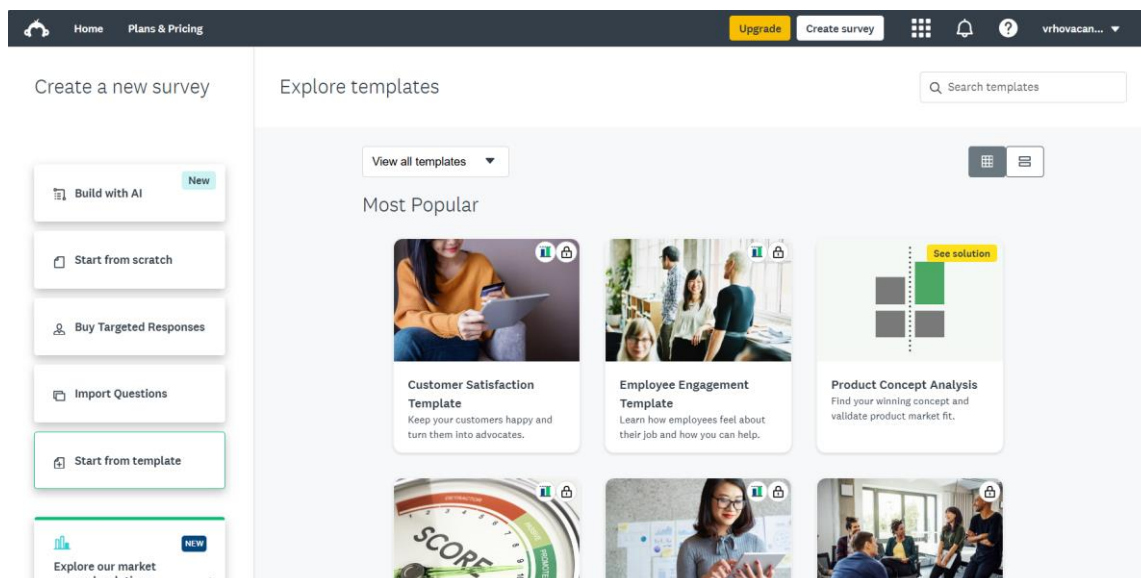 Home Plans & Pricing Upgrade Create survey ? vrhovacan...
Create a new survey
Explore templates
Search templates
View all templates
Build with AI
New
Start from scratch
Buy Targeted Responses
Import Questions
Start from template
NEW
Explore our market
Most Popular
Customer Satisfaction
Template
Keep your customers happy and
turn them into advocates.
Employee Engagement
Template
Learn how employees feel about
their job and how you can help.
See solution
Product Concept Analysis
Find your winning concept and
validate product market fit.
DETRACTOR
SCORE